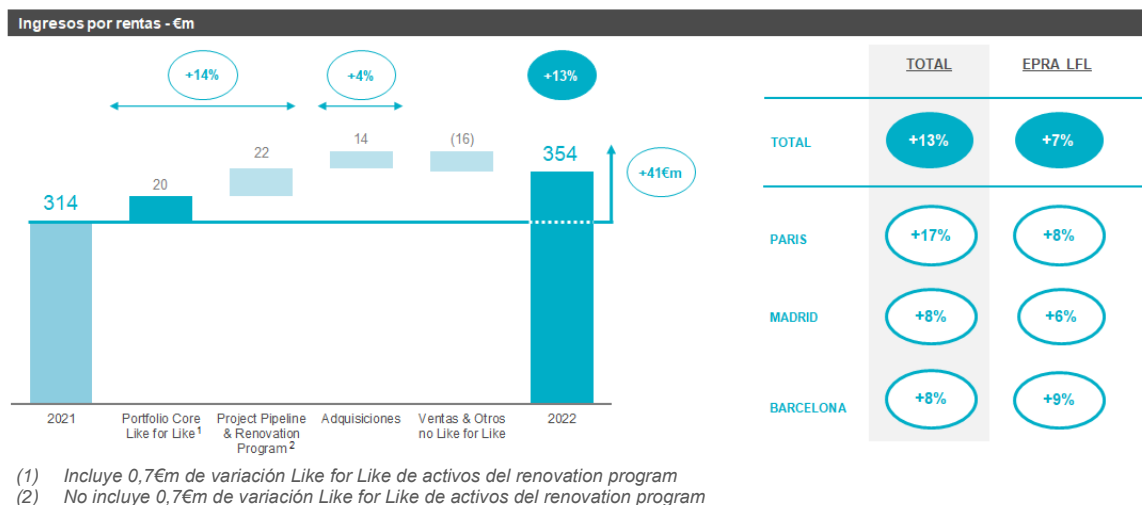 Ingresos por rentas - €m
+14%
+4%
+13%
314
20
22
14
(16)
354
+41€m
2021
Portfolio Core
Like for Like1
Project Pipeline
& Renovation
Program2
Adquisiciones
Ventas & Otros
no Like for Like
2022
TOTAL EPRA LFL
TOTAL +13% +7%
PARIS +17% +8%
MADRID +8% +6%
BARCELONA +8% +9%
(1) Incluye 0,7€m de variación Like for Like de activos del renovation program
(2) No incluye 0,7€m de variación Like for Like de activos del renovation program